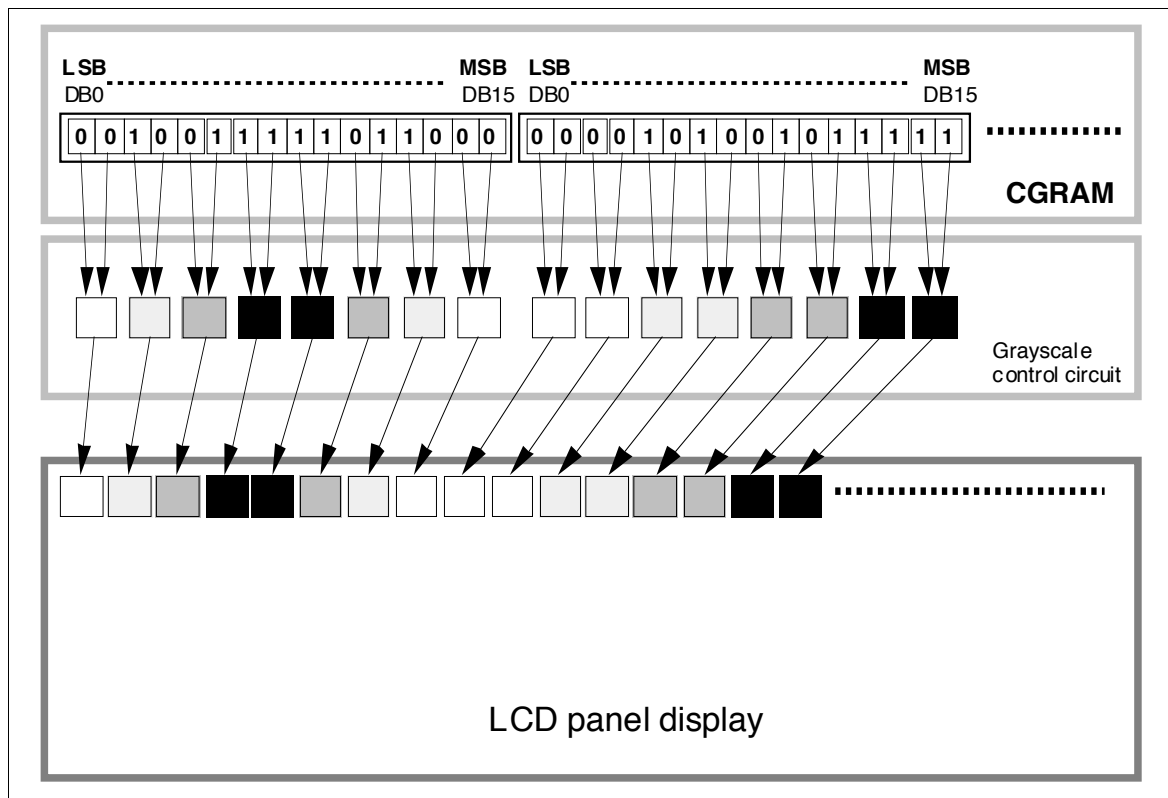 LSB MSB LSB MSB
DB0 DB15 DB0 DB15
0 0 1 0 0 1 1 1 1 1 0 1 1 0 0 0 0 0 0 0 1 0 1 0 0 1 0 1 1 1 1 1
CGRAM
Grayscale
control circuit
LCD panel display